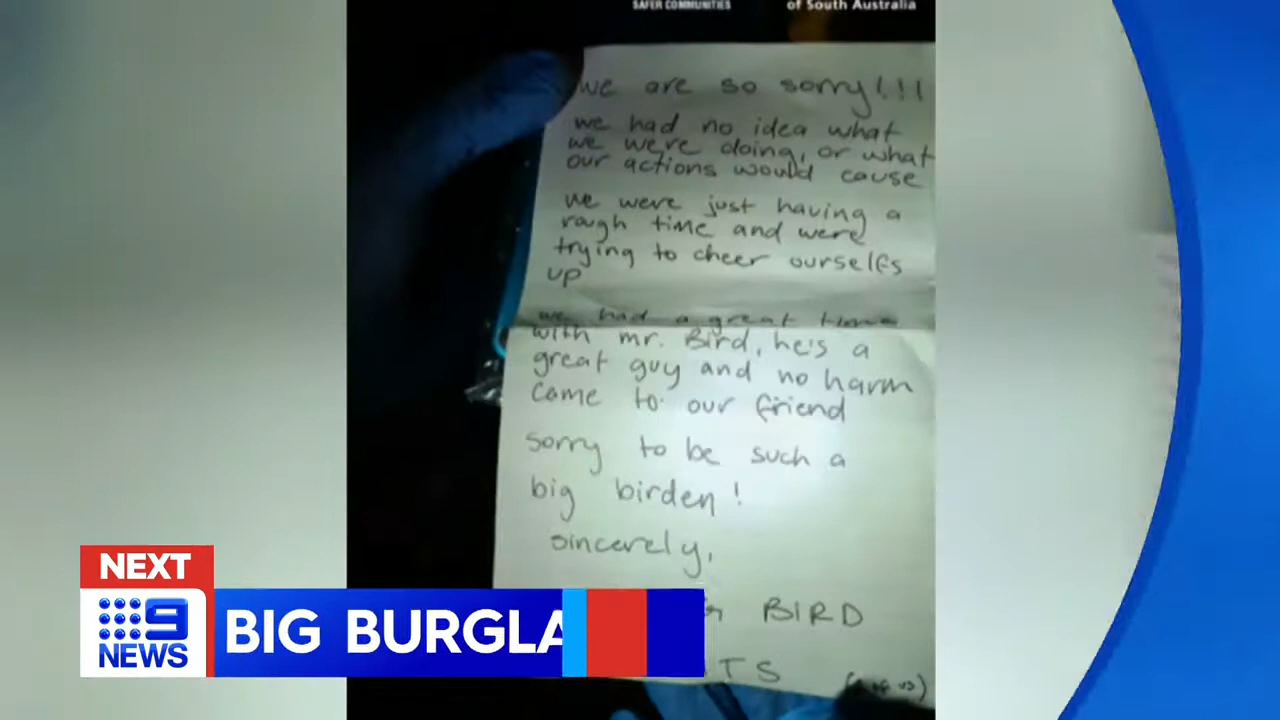 SAFER COMMUNITIES
of South Australia
we are so sorry!!!
we had no idea what
we were doing, or what
our actions would cause
we were just having a
rough time and were
trying to cheer ourselfs
up
we had a great time
with mr. Bird, he's a
great guy and no harm
came to our friend
sorry to be such a
big birden!
sincerely,
BIRD
NEXT
9
NEWS
BIG BURGLA